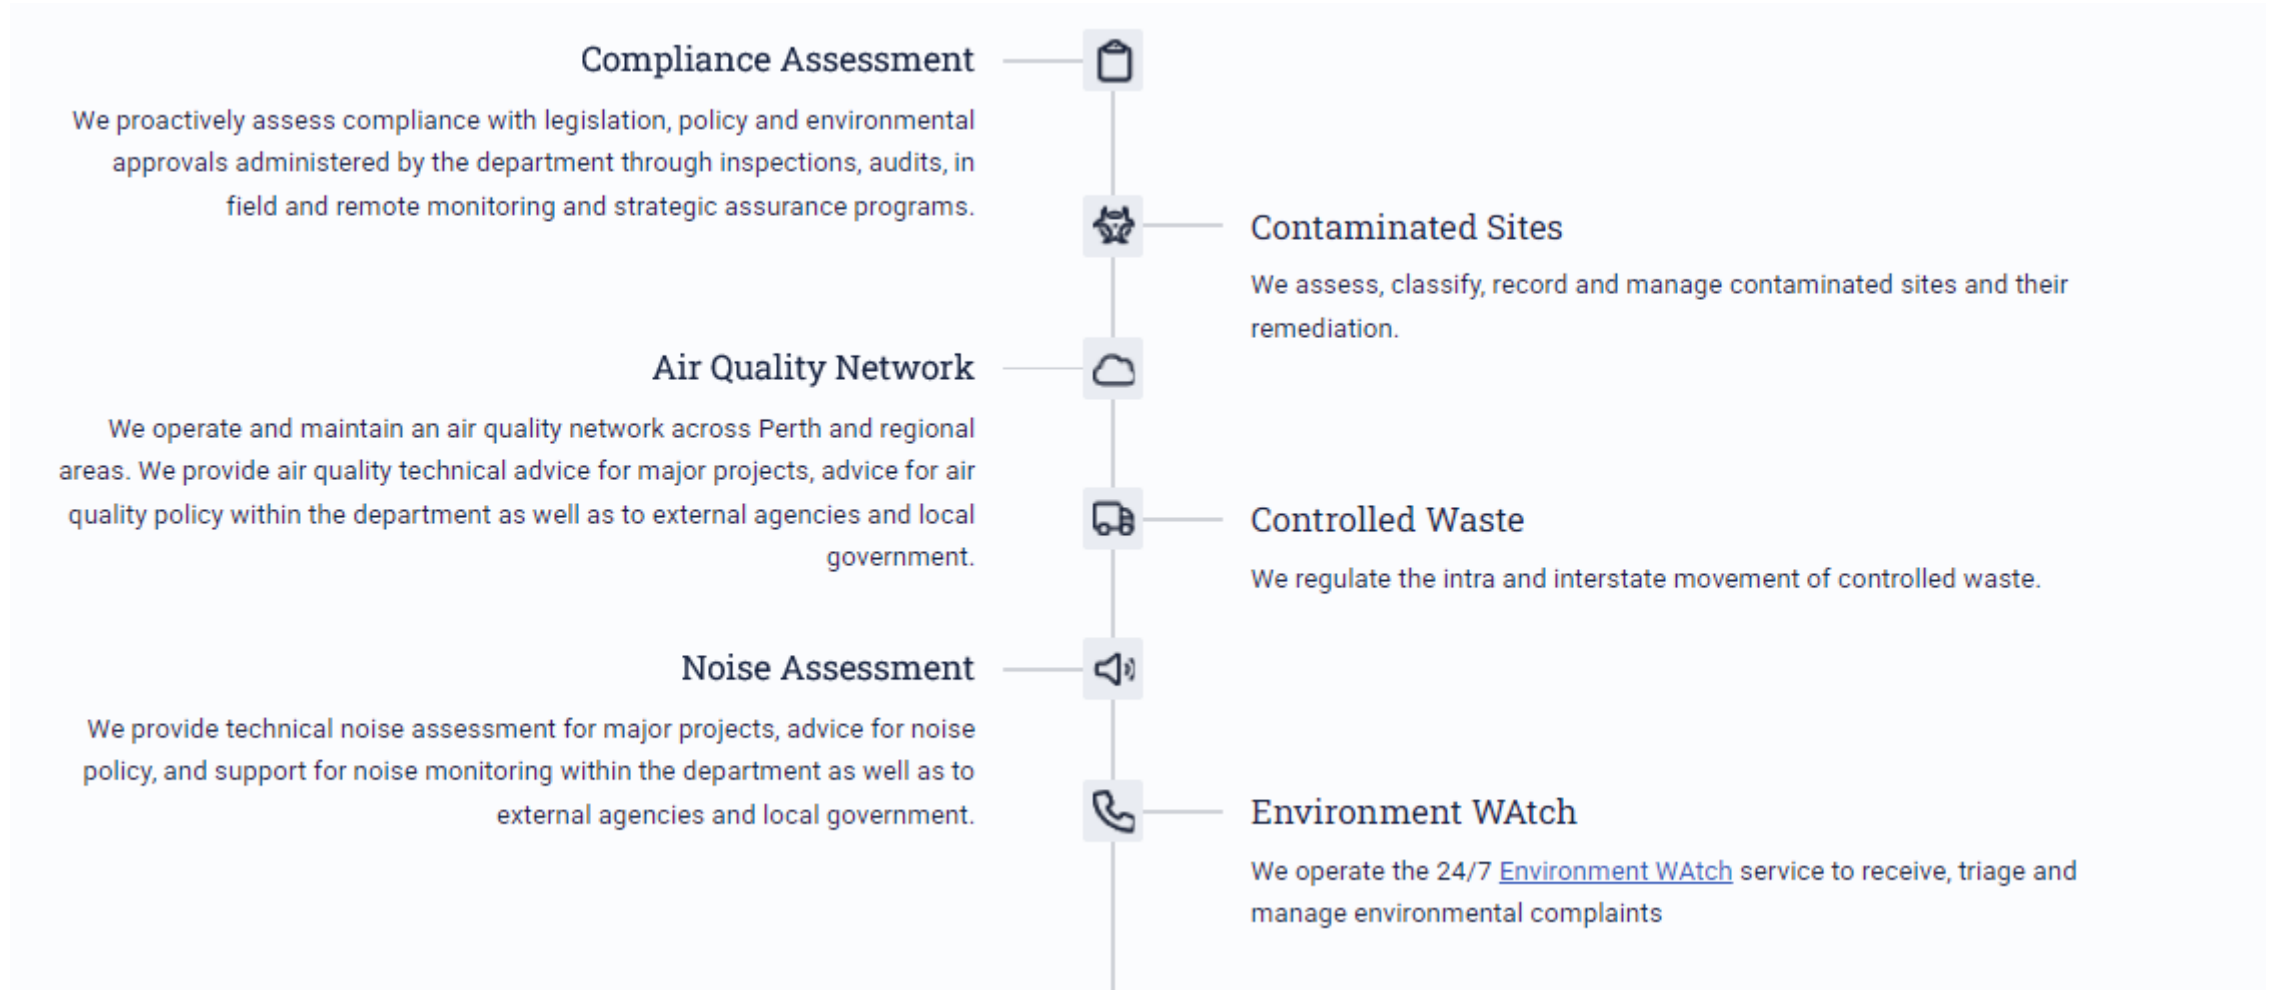 Compliance Assessment
We proactively assess compliance with legislation, policy and environmental
approvals administered by the department through inspections, audits, in
field and remote monitoring and strategic assurance programs.
Contaminated Sites
We assess, classify, record and manage contaminated sites and their
remediation.
Air Quality Network
We operate and maintain an air quality network across Perth and regional
areas. We provide air quality technical advice for major projects, advice for air
quality policy within the department as well as to external agencies and local
government.
Controlled Waste
We regulate the intra and interstate movement of controlled waste.
Noise Assessment
We provide technical noise assessment for major projects, advice for noise
policy, and support for noise monitoring within the department as well as to
external agencies and local government.
Environment WAtch
We operate the 24/7 Environment WAtch service to receive, triage and
manage environmental complaints